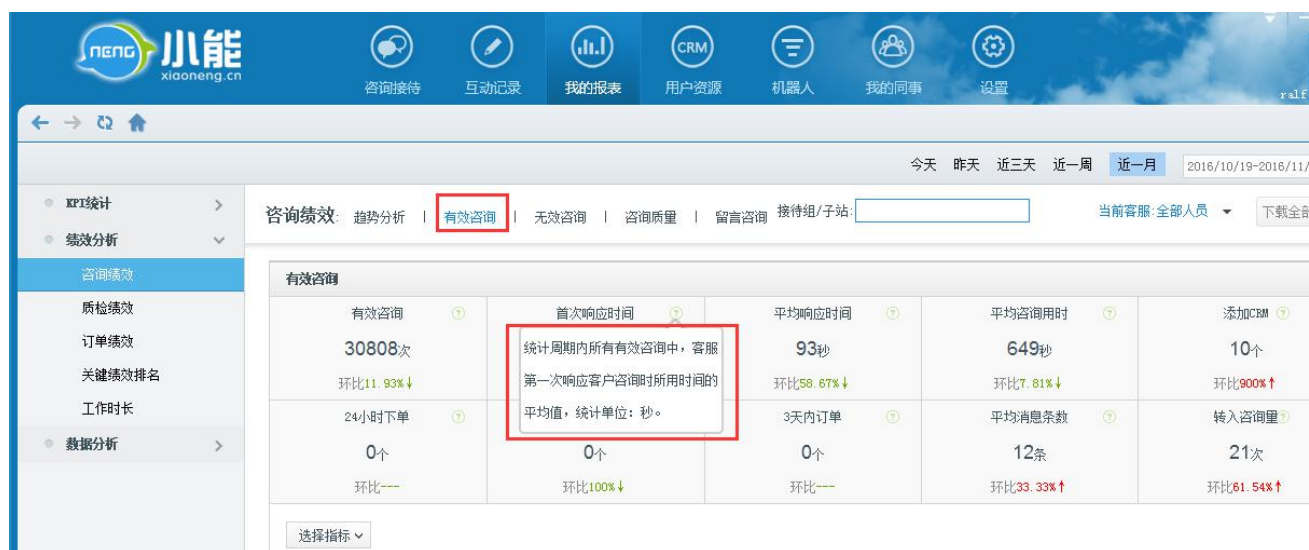 neng 小能
xiaoneng.cn
咨询接待 互动记录 我的报表 CRM 用户资源 机器人 我的同事 设置
ralf
今天 昨天 近三天 近一周 近一月 2016/10/19-2016/11/
KPI统计
绩效分析
咨询绩效
质检绩效
订单绩效
关键绩效排名
工作时长
数据分析
咨询绩效: 趋势分析 | 有效咨询 | 无效咨询 | 咨询质量 | 留言咨询 接待组/子站: 当前客服:全部人员 下载全部
有效咨询
有效咨询 ? 首次响应时间 ? 平均响应时间 ? 平均咨询用时 ? 添加CRM ?
30808次 93秒 649秒 10个
环比11.93%↓ 环比58.67%↓ 环比7.81%↓ 环比900%↑
统计周期内所有有效咨询中，客服
第一次响应客户咨询时所用时间的
平均值，统计单位：秒。
24小时下单 ? 3天内订单 ? 平均消息条数 ? 转入咨询量 ?
0个 0个 0个 12条 21次
环比--- 环比100%↓ 环比--- 环比33.33%↑ 环比61.54%↑
选择指标